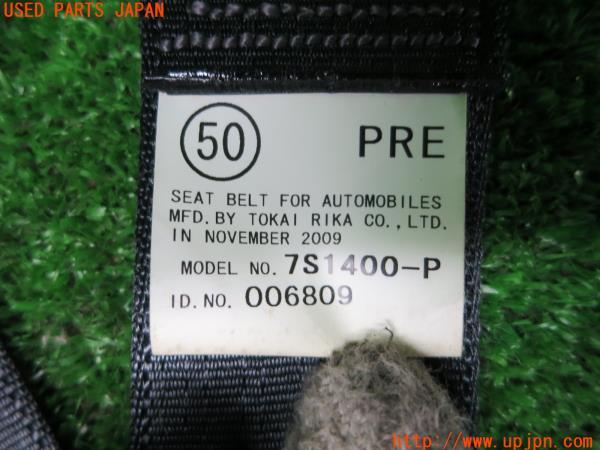 USED PARTS JAPAN
50 PRE
SEAT BELT FOR AUTOMOBILES
MFD. BY TOKAI RIKA CO., LTD.
IN NOVEMBER 2009
MODEL NO. 7S1400-P
ID. NO. 006809
http://www.upjpn.com/